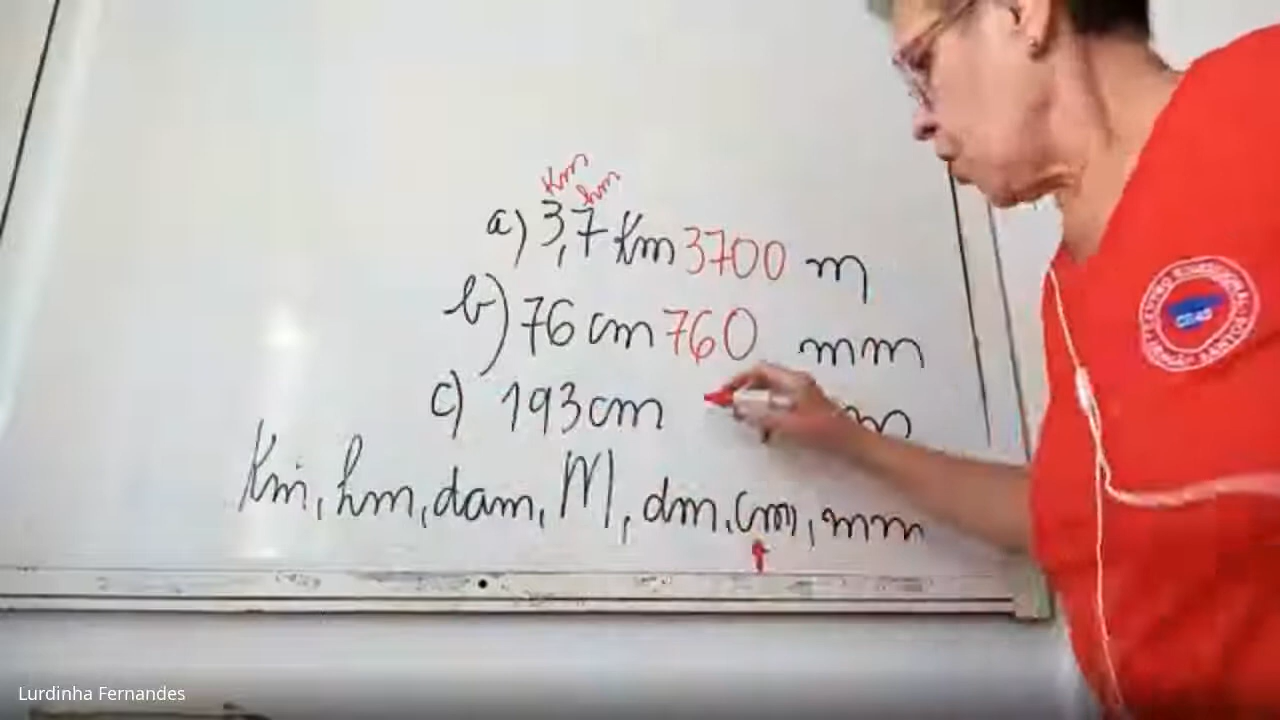 Km
hm
a) 3,7 Km 3700 m
b) 76 cm 760 mm
c) 193 cm m
Km, hm, dam, M, dm, cm, mm
Lurdinha Fernandes